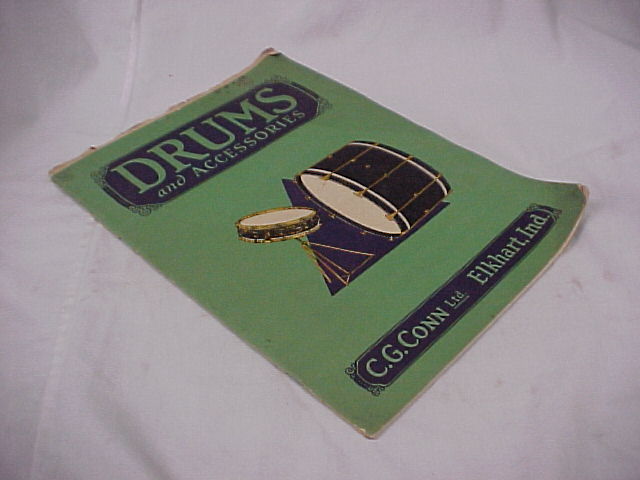 DRUMS
and ACCESSORIES
C.G. CONN Ltd. Elkhart, Ind.